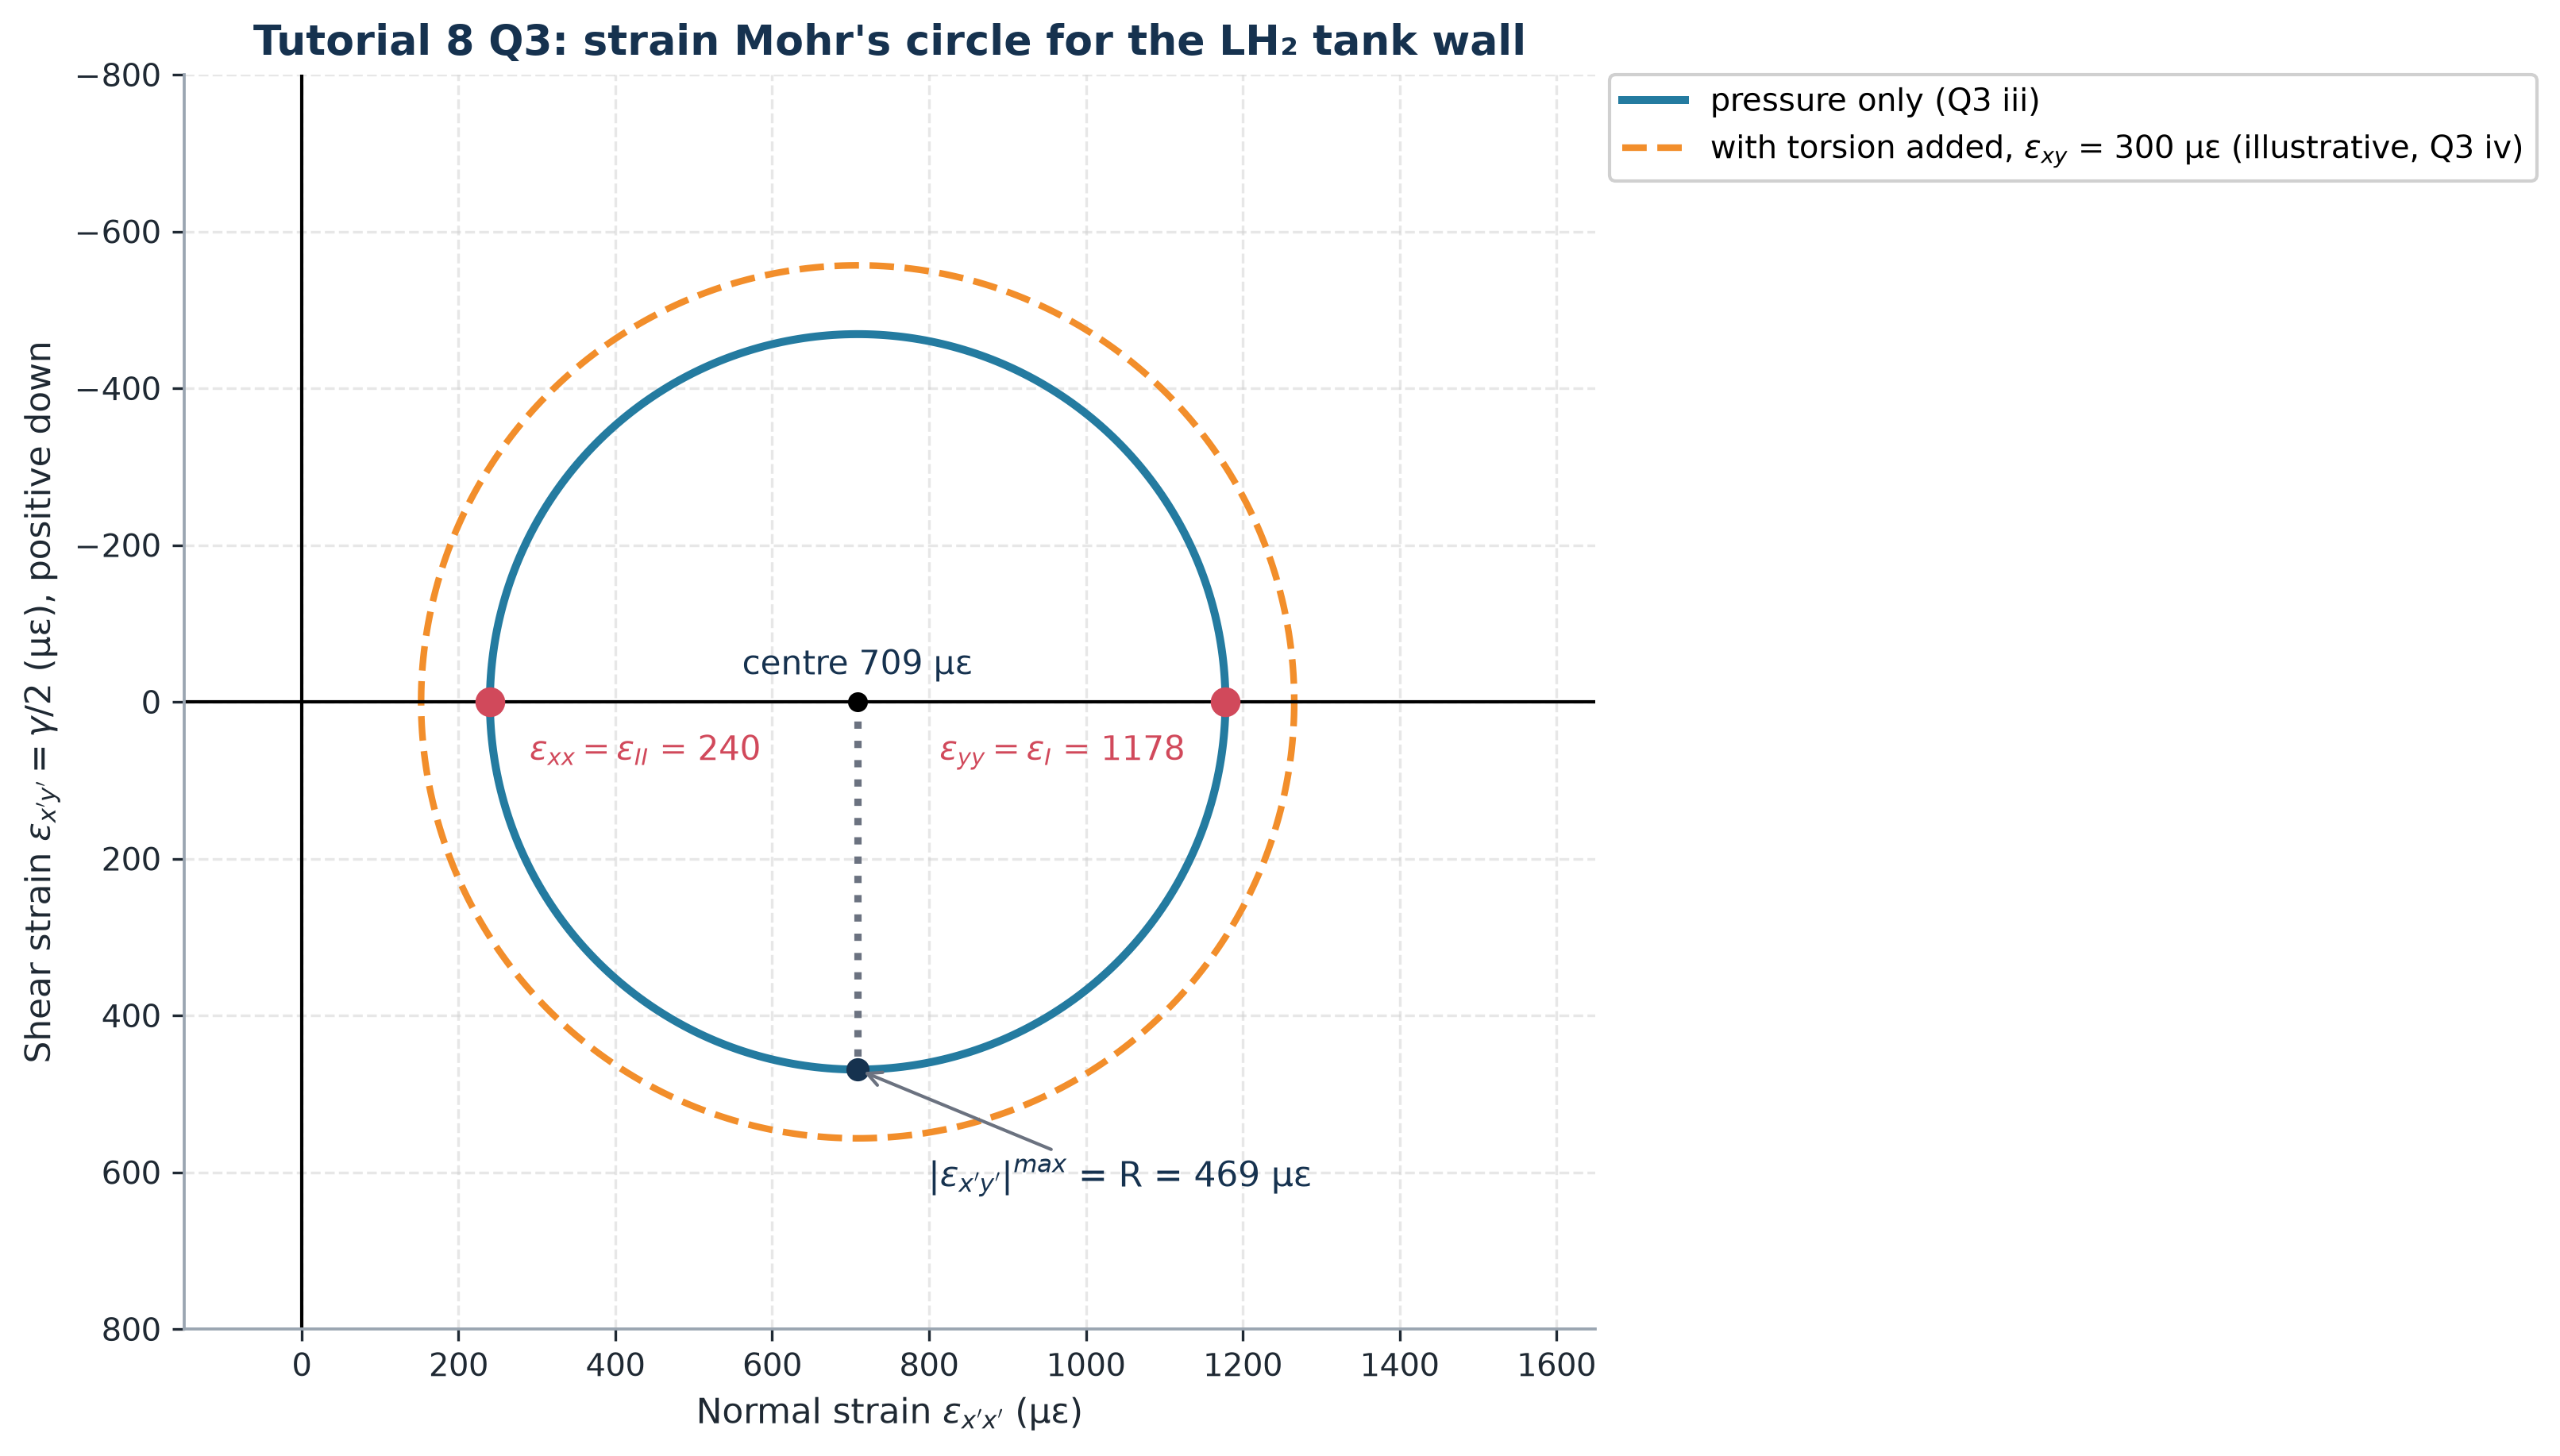 Tutorial 8 Q3: strain Mohr's circle for the LH₂ tank wall
pressure only (Q3 iii)
with torsion added, εxy = 300 με (illustrative, Q3 iv)
Shear strain εx′y′ = γ/2 (με), positive down
−800
−600
−400
−200
0
200
400
600
800
centre 709 με
εxx = εII = 240
εyy = εI = 1178
|εx′y′|max = R = 469 με
0
200
400
600
800
1000
1200
1400
1600
Normal strain εx′x′ (με)